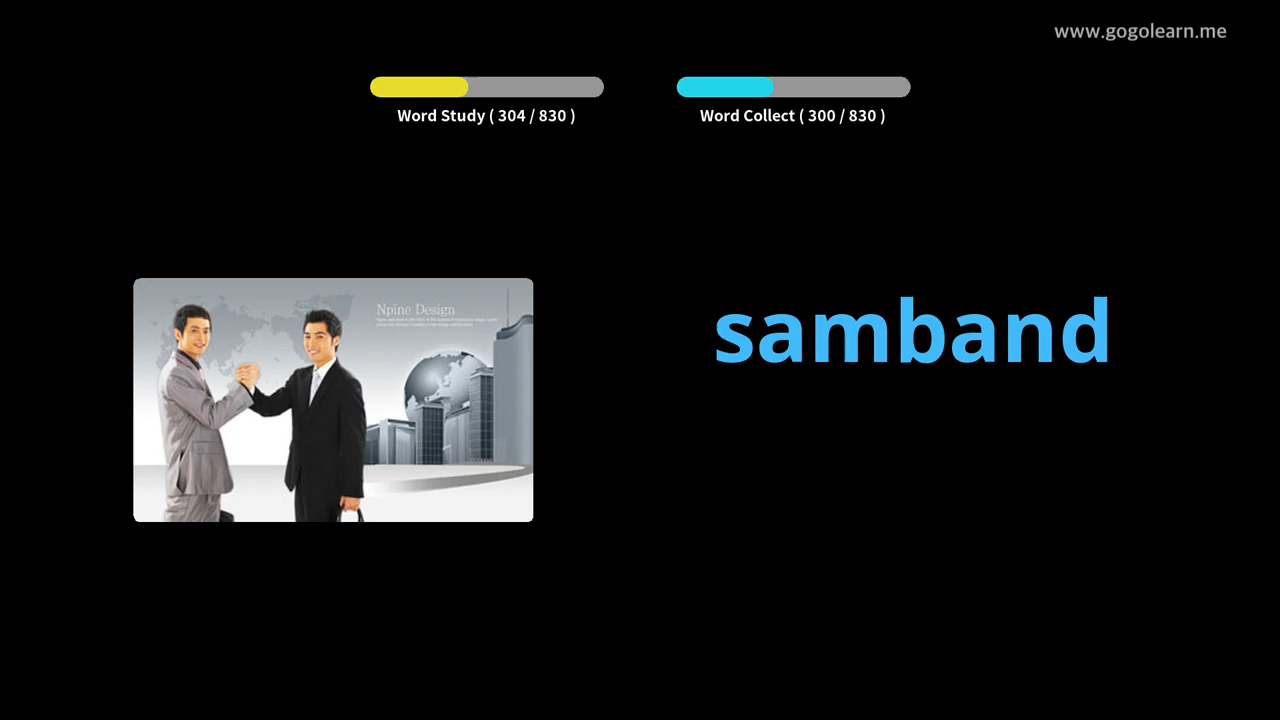 www.gogolearn.me
Word Study ( 304 / 830 )
Word Collect ( 300 / 830 )
Npine Design
samband